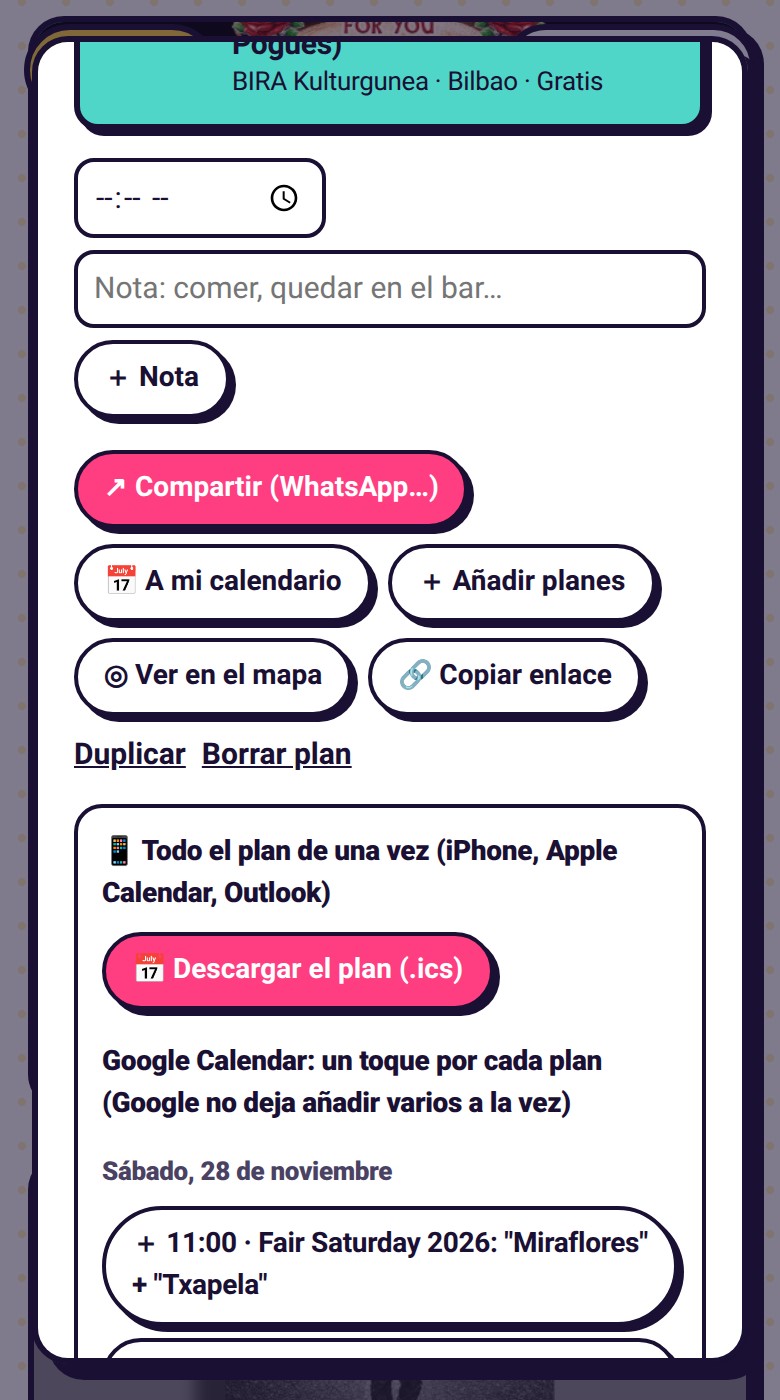 FOR YOU
Pogues)
BIRA Kulturgunea · Bilbao · Gratis
--:-- --
Nota: comer, quedar en el bar...
+ Nota
↗ Compartir (WhatsApp...)
📅 A mi calendario
+ Añadir planes
◎ Ver en el mapa
🔗 Copiar enlace
Duplicar Borrar plan
📱 Todo el plan de una vez (iPhone, Apple
Calendar, Outlook)
📅 Descargar el plan (.ics)
Google Calendar: un toque por cada plan
(Google no deja añadir varios a la vez)
Sábado, 28 de noviembre
+ 11:00 · Fair Saturday 2026: "Miraflores"
+ "Txapela"